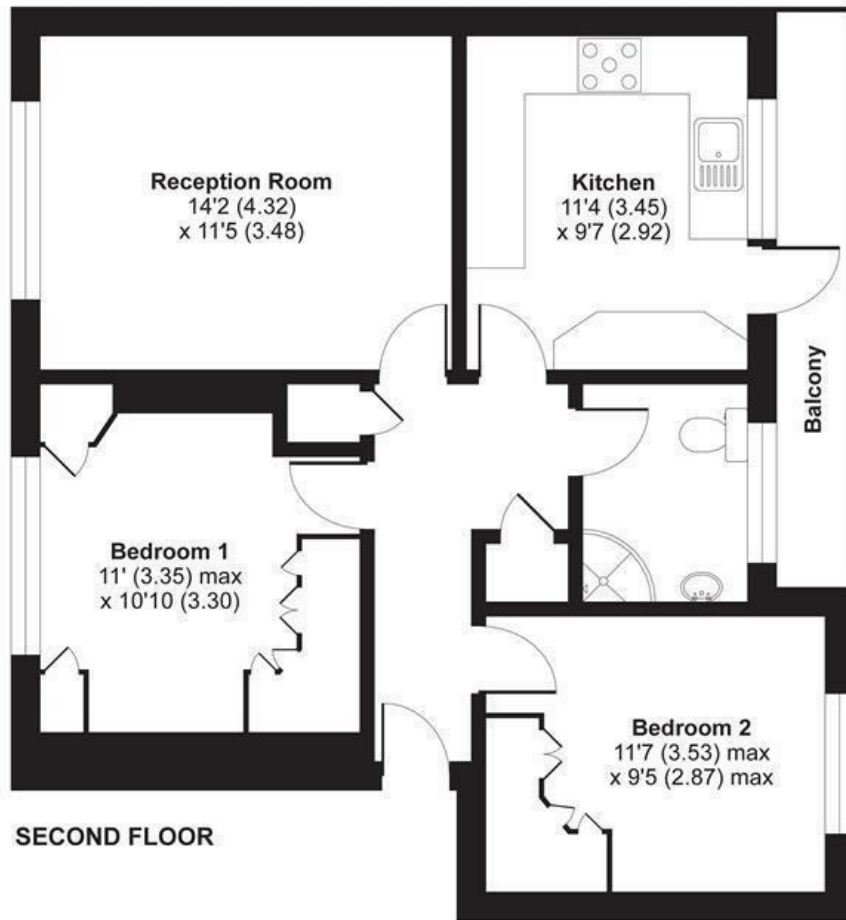 Reception Room
14'2 (4.32)
x 11'5 (3.48)
Kitchen
11'4 (3.45)
x 9'7 (2.92)
Balcony
Bedroom 1
11' (3.35) max
x 10'10 (3.30)
Bedroom 2
11'7 (3.53) max
x 9'5 (2.87) max
SECOND FLOOR